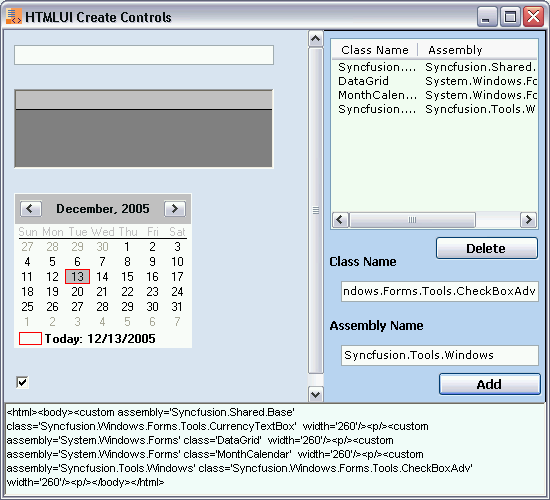 HTMLUI Create Controls
Class Name Assembly
Syncfusion.... Syncfusion.Shared.
DataGrid System.Windows.Fo
MonthCalen... System.Windows.Fo
Syncfusion.... Syncfusion.Tools.W
December, 2005
Sun Mon Tue Wed Thu Fri Sat
27 28 29 30 1 2 3
4 5 6 7 8 9 10
11 12 13 14 15 16 17
18 19 20 21 22 23 24
25 26 27 28 29 30 31
1 2 3 4 5 6 7
Today: 12/13/2005
Delete
Class Name
ndows.Forms.Tools.CheckBoxAdv
Assembly Name
Syncfusion.Tools.Windows
Add
<html><body><custom assembly='Syncfusion.Shared.Base'
class='Syncfusion.Windows.Forms.Tools.CurrencyTextBox' width='260'/><p/><custom
assembly='System.Windows.Forms' class='DataGrid' width='260'/><p/><custom
assembly='System.Windows.Forms' class='MonthCalendar' width='260'/><p/><custom
assembly='Syncfusion.Tools.Windows' class='Syncfusion.Windows.Forms.Tools.CheckBoxAdv'
width='260'/><p/></body></html>